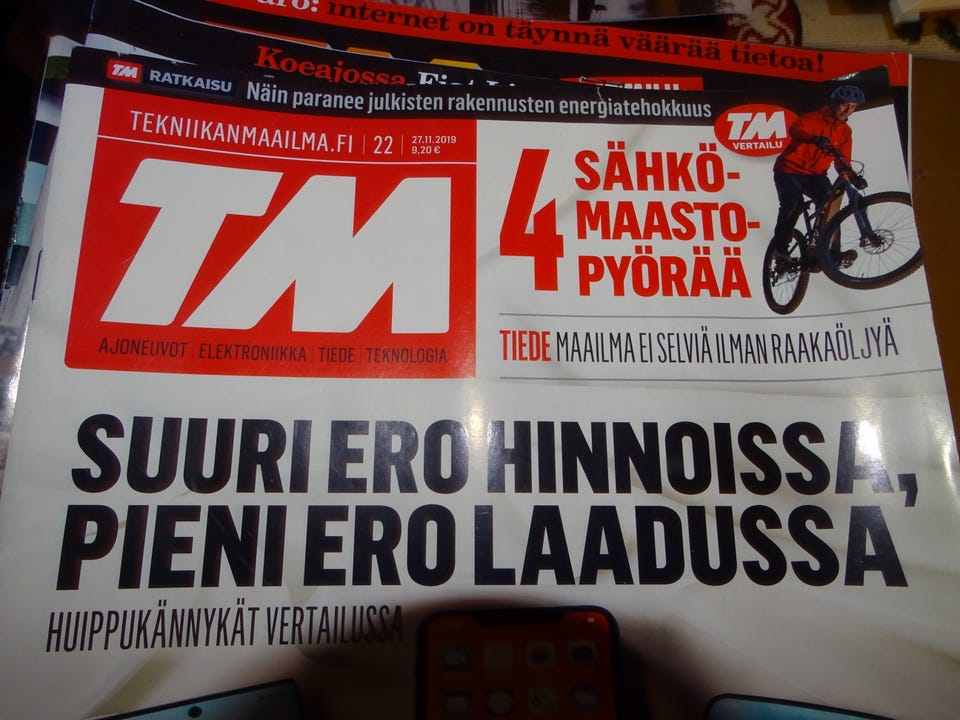 aro: internet on täynnä väärää tietoa!
Koeajossa Fiat
TM RATKAISU Näin paranee julkisten rakennusten energiatehokkuus
TEKNIIKANMAAILMA.FI | 22 | 27.11.2019
9,20 €
TM
AJONEUVOT | ELEKTRONIIKKA | TIEDE | TEKNOLOGIA
TM
VERTAILU
4 SÄHKÖ-
MAASTO-
PYÖRÄÄ
TIEDE MAAILMA EI SELVIÄ ILMAN RAAKAÖLJYÄ
SUURI ERO HINNOISSA,
PIENI ERO LAADUSSA
HUIPPUKÄNNYKÄT VERTAILUSSA